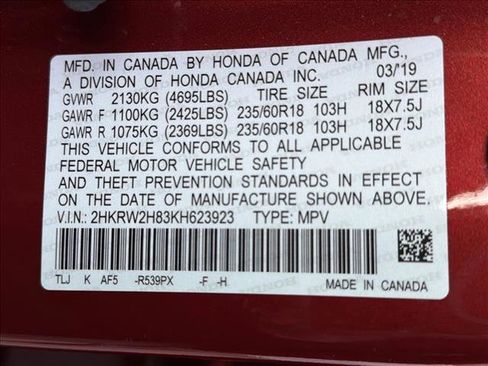 MFD. IN CANADA BY HONDA OF CANADA MFG.,
A DIVISION OF HONDA CANADA INC. 03/'19
GVWR 2130KG (4695LBS) TIRE SIZE RIM SIZE
GAWR F 1100KG (2425LBS) 235/60R18 103H 18X7.5J
GAWR R 1075KG (2369LBS) 235/60R18 103H 18X7.5J
THIS VEHICLE CONFORMS TO ALL APPLICABLE
FEDERAL MOTOR VEHICLE SAFETY
AND THEFT PREVENTION STANDARDS IN EFFECT
ON THE DATE OF MANUFACTURE SHOWN ABOVE.
V.I.N.: 2HKRW2H83KH623923 TYPE: MPV
TLJ K AF5 -R539PX -F -H
MADE IN CANADA